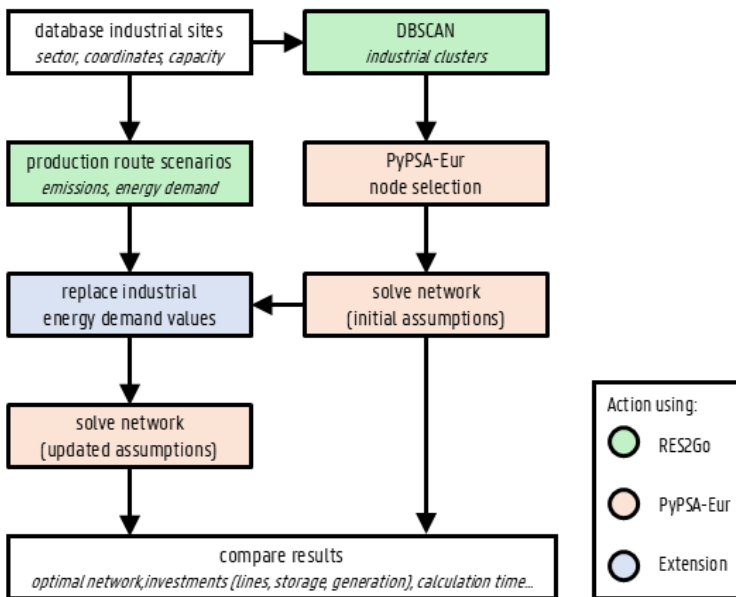 database industrial sites
sector, coordinates, capacity
DBSCAN
industrial clusters
production route scenarios
emissions, energy demand
PyPSA-Eur
node selection
replace industrial
energy demand values
solve network
(initial assumptions)
solve network
(updated assumptions)
compare results
optimal network,investments (lines, storage, generation), calculation time...
Action using:
RES2Go
PyPSA-Eur
Extension